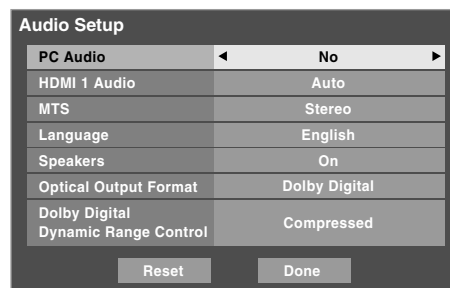 Audio Setup
PC Audio No
HDMI 1 Audio Auto
MTS Stereo
Language English
Speakers On
Optical Output Format Dolby Digital
Dolby Digital
Dynamic Range Control Compressed
Reset Done